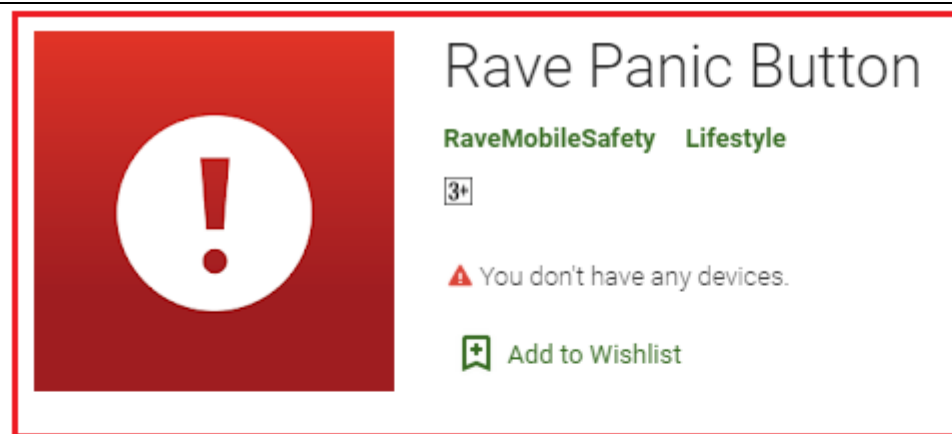 Rave Panic Button
RaveMobileSafety Lifestyle
3+
You don't have any devices.
Add to Wishlist